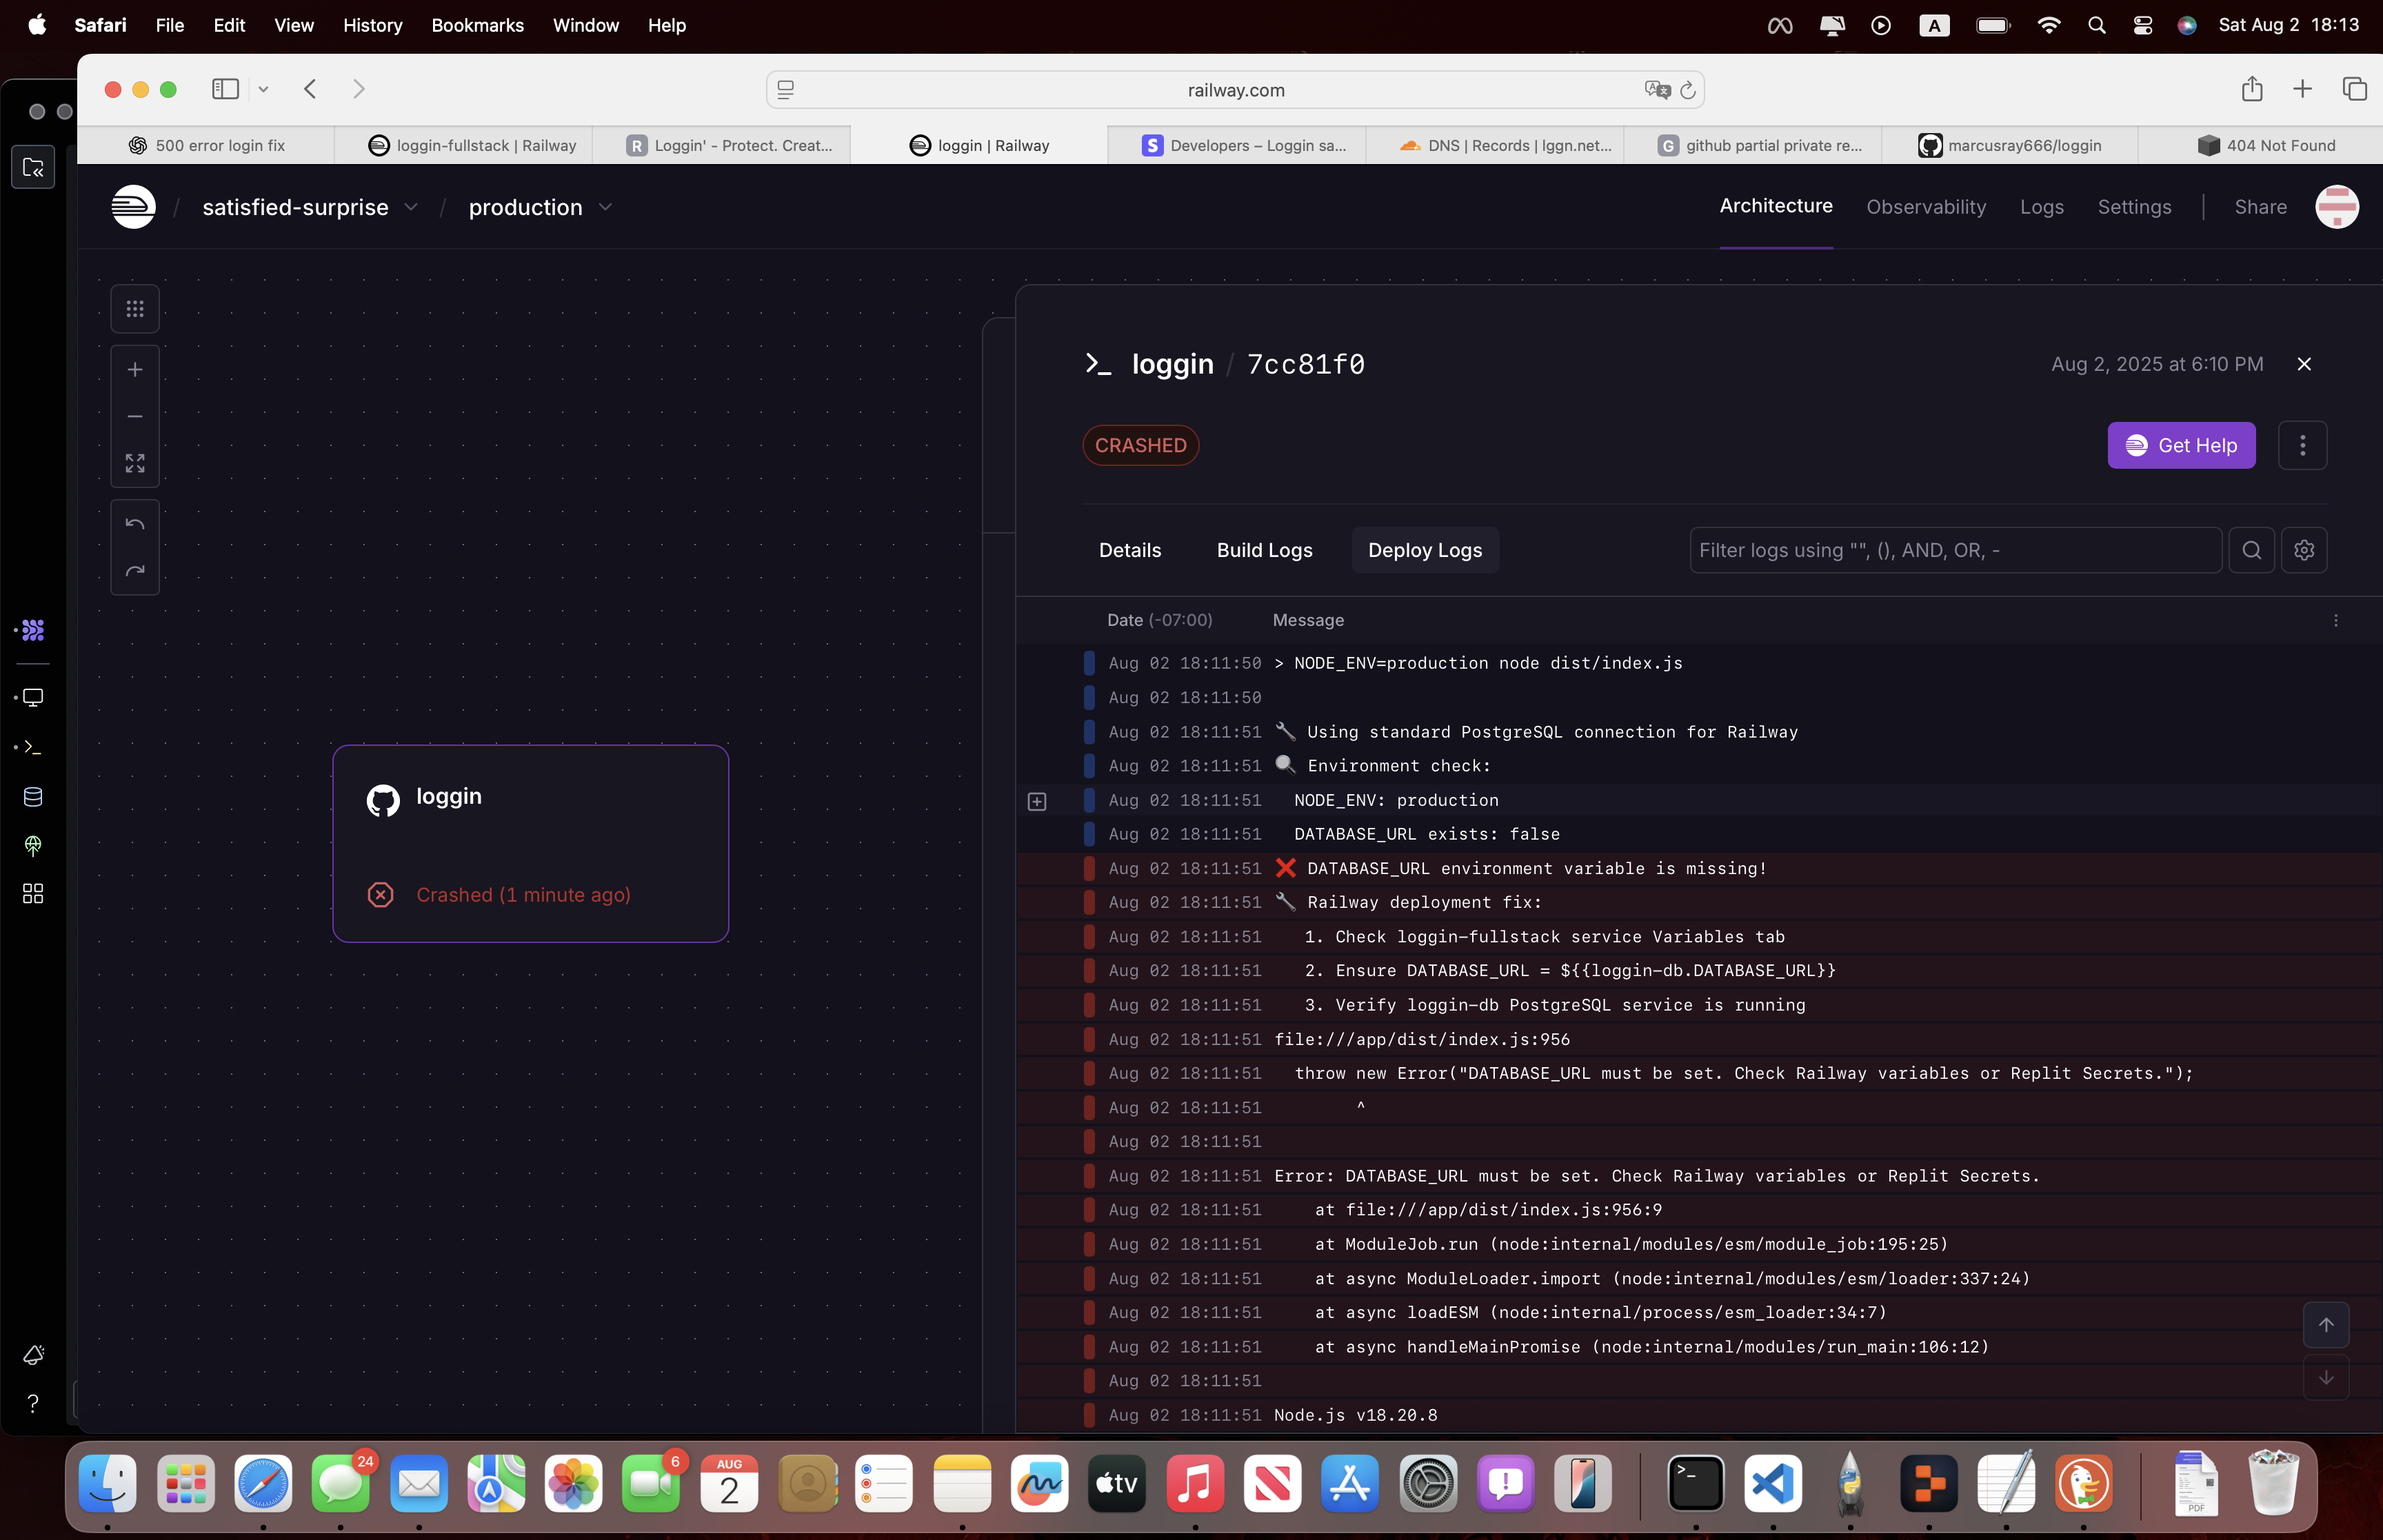 Safari File Edit View History Bookmarks Window Help A Sat Aug 2 18:13
railway.com
500 error login fix
loggin-fullstack | Railway
R Loggin' - Protect. Creat...
loggin | Railway
S Developers – Loggin sa...
DNS | Records | lggn.net...
G github partial private re...
marcusray666/loggin
404 Not Found
/ satisfied-surprise / production
Architecture Observability Logs Settings | Share
loggin / 7cc81f0
Aug 2, 2025 at 6:10 PM
CRASHED
Get Help
Details Build Logs Deploy Logs
Filter logs using "", (), AND, OR, -
Date (-07:00) Message
Aug 02 18:11:50 > NODE_ENV=production node dist/index.js
Aug 02 18:11:50
Aug 02 18:11:51 🔧 Using standard PostgreSQL connection for Railway
Aug 02 18:11:51 🔍 Environment check:
Aug 02 18:11:51 NODE_ENV: production
Aug 02 18:11:51 DATABASE_URL exists: false
Aug 02 18:11:51 ❌ DATABASE_URL environment variable is missing!
Aug 02 18:11:51 🔧 Railway deployment fix:
Aug 02 18:11:51 1. Check loggin-fullstack service Variables tab
Aug 02 18:11:51 2. Ensure DATABASE_URL = ${{loggin-db.DATABASE_URL}}
Aug 02 18:11:51 3. Verify loggin-db PostgreSQL service is running
Aug 02 18:11:51 file:///app/dist/index.js:956
Aug 02 18:11:51 throw new Error("DATABASE_URL must be set. Check Railway variables or Replit Secrets.");
Aug 02 18:11:51 ^
Aug 02 18:11:51
Aug 02 18:11:51 Error: DATABASE_URL must be set. Check Railway variables or Replit Secrets.
Aug 02 18:11:51 at file:///app/dist/index.js:956:9
Aug 02 18:11:51 at ModuleJob.run (node:internal/modules/esm/module_job:195:25)
Aug 02 18:11:51 at async ModuleLoader.import (node:internal/modules/esm/loader:337:24)
Aug 02 18:11:51 at async loadESM (node:internal/process/esm_loader:34:7)
Aug 02 18:11:51 at async handleMainPromise (node:internal/modules/run_main:106:12)
Aug 02 18:11:51
Aug 02 18:11:51 Node.js v18.20.8
loggin
Crashed (1 minute ago)
?
24
6
AUG
2
tv
PDF